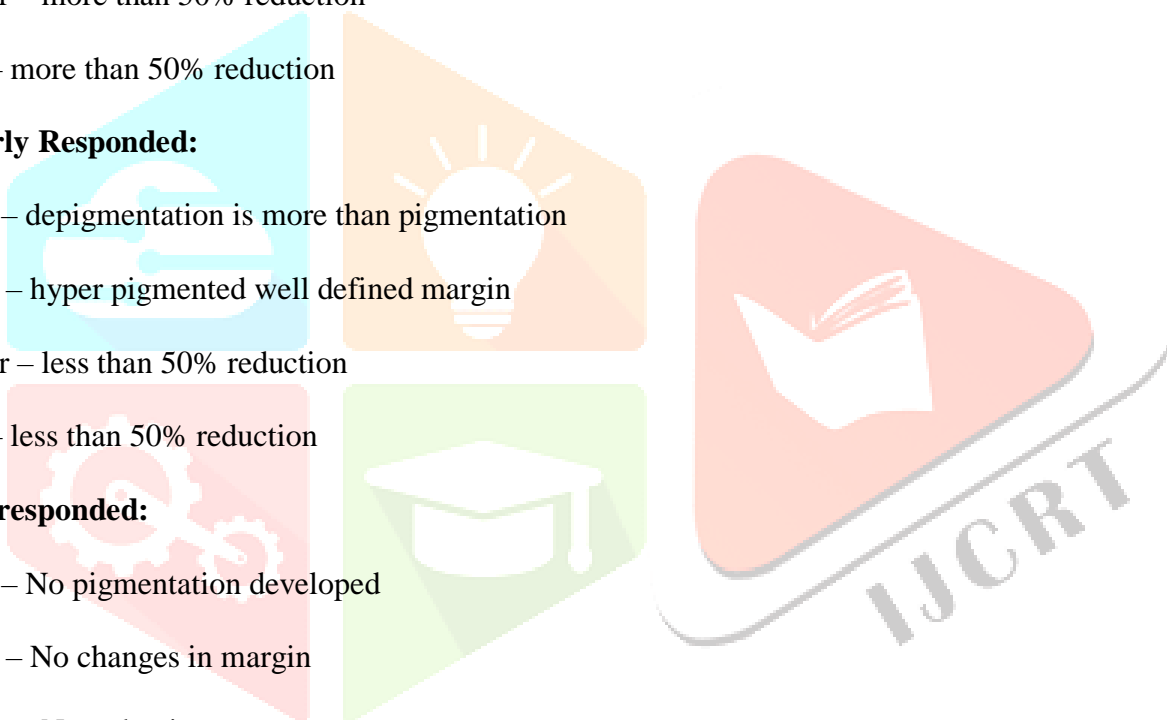 – more than 50% reduction
– more than 50% reduction
rly Responded:
– depigmentation is more than pigmentation
– hyper pigmented well defined margin
r – less than 50% reduction
– less than 50% reduction
responded:
– No pigmentation developed
– No changes in margin
IJCRT